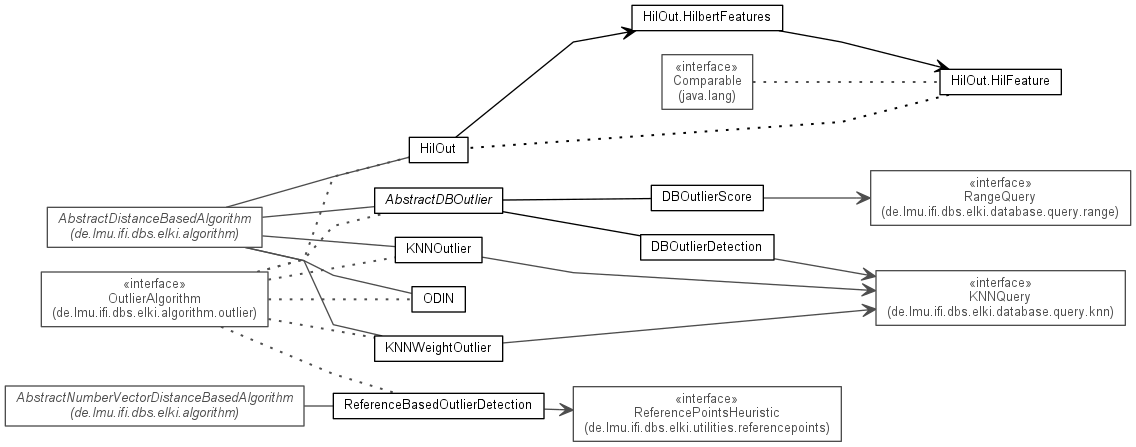 HilOut.HilbertFeatures
«interface»
Comparable
(java.lang)
HilOut.HilFeature
HilOut
AbstractDistanceBasedAlgorithm
(de.lmu.ifi.dbs.elki.algorithm)
AbstractDBOutlier
DBOutlierScore
«interface»
RangeQuery
(de.lmu.ifi.dbs.elki.database.query.range)
KNNOutlier
DBOutlierDetection
«interface»
OutlierAlgorithm
(de.lmu.ifi.dbs.elki.algorithm.outlier)
ODIN
«interface»
KNNQuery
(de.lmu.ifi.dbs.elki.database.query.knn)
KNNWeightOutlier
AbstractNumberVectorDistanceBasedAlgorithm
(de.lmu.ifi.dbs.elki.algorithm)
ReferenceBasedOutlierDetection
«interface»
ReferencePointsHeuristic
(de.lmu.ifi.dbs.elki.utilities.referencepoints)